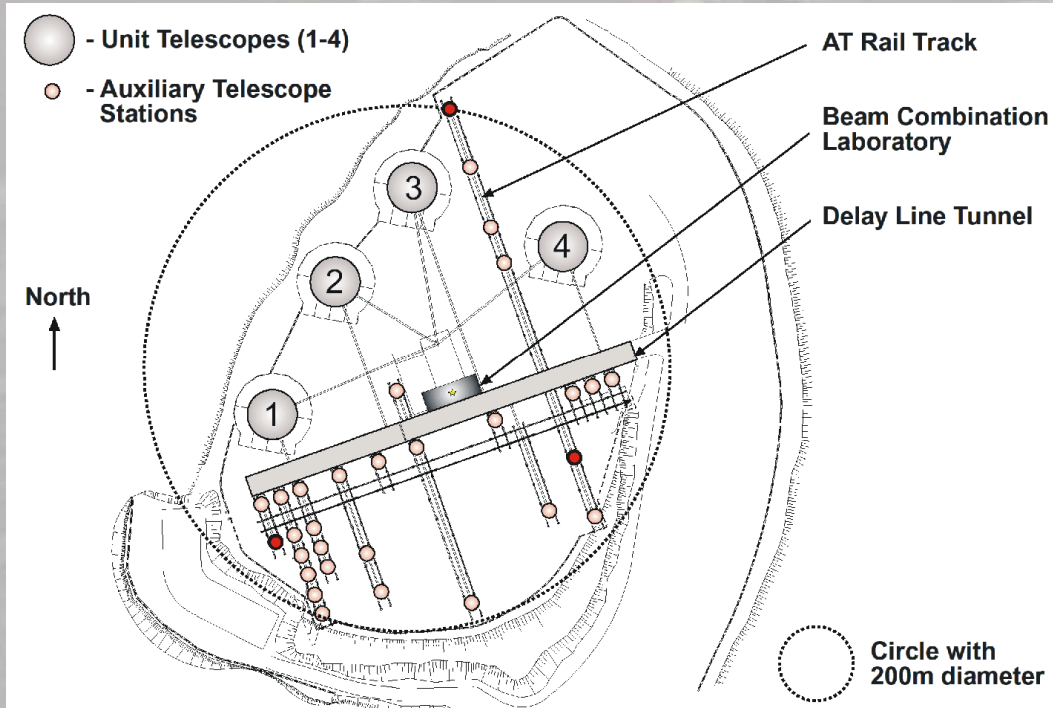 - Unit Telescopes (1-4)
- Auxiliary Telescope
Stations
AT Rail Track
Beam Combination
Laboratory
Delay Line Tunnel
North
3
4
2
1
Circle with
200m diameter